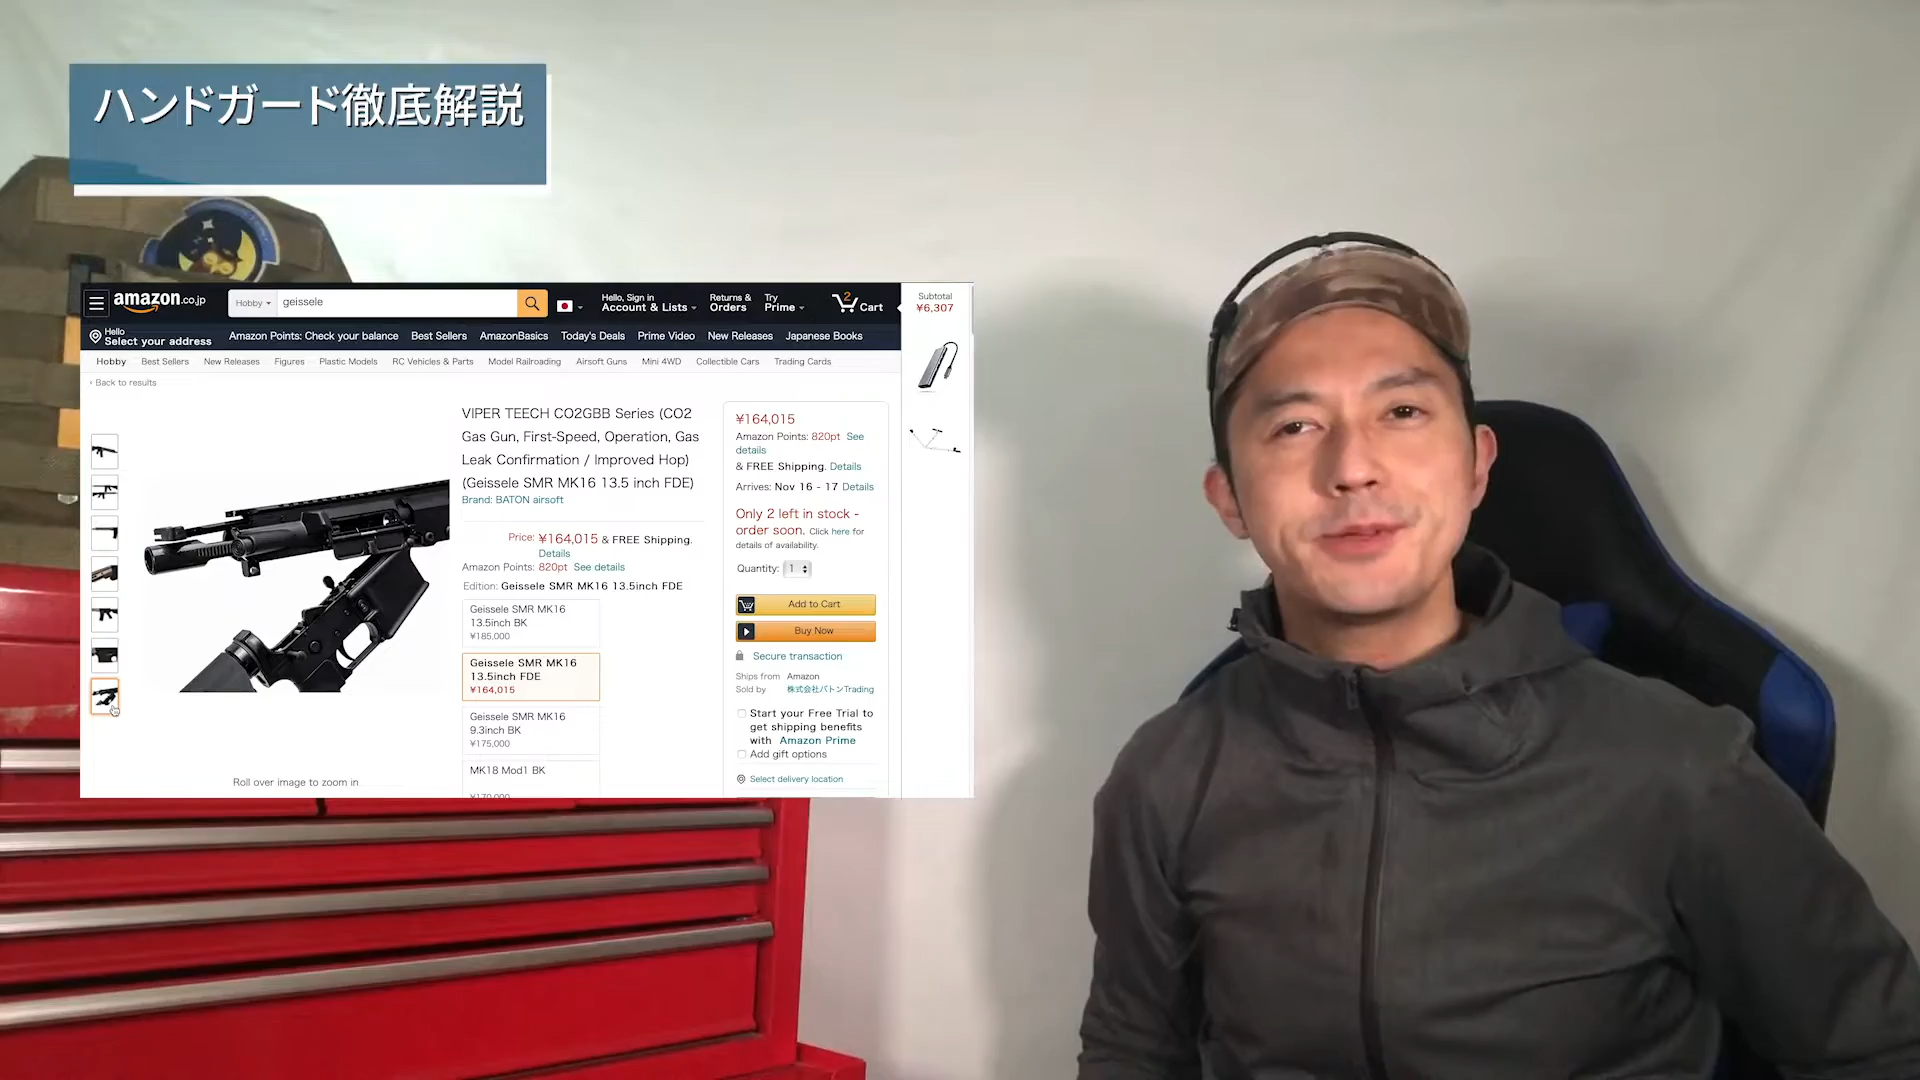 ハンドガード徹底解説
amazon.co.jp
Hobby
geissele
Hello, Sign in
Account & Lists
Returns &
Orders
Try
Prime
2
Cart
Subtotal
¥6,307
Hello
Select your address
Amazon Points: Check your balance
Best Sellers
AmazonBasics
Today's Deals
Prime Video
New Releases
Japanese Books
Hobby
Best Sellers
New Releases
Figures
Plastic Models
RC Vehicles & Parts
Model Railroading
Airsoft Guns
Mini 4WD
Collectible Cars
Trading Cards
‹ Back to results
VIPER TEECH CO2GBB Series (CO2
Gas Gun, First-Speed, Operation, Gas
Leak Confirmation / Improved Hop)
(Geissele SMR MK16 13.5 inch FDE)
Brand: BATON airsoft
Price: ¥164,015 & FREE Shipping.
Details
Amazon Points: 820pt See details
Edition: Geissele SMR MK16 13.5inch FDE
Geissele SMR MK16
13.5inch BK
¥185,000
Geissele SMR MK16
13.5inch FDE
¥164,015
Geissele SMR MK16
9.3inch BK
¥175,000
MK18 Mod1 BK
¥170,000
Roll over image to zoom in
¥164,015
Amazon Points: 820pt See
details
& FREE Shipping. Details
Arrives: Nov 16 - 17 Details
Only 2 left in stock -
order soon. Click here for
details of availability.
Quantity: 1
Add to Cart
Buy Now
Secure transaction
Ships from Amazon
Sold by 株式会社バトンTrading
Start your Free Trial to
get shipping benefits
with Amazon Prime
Add gift options
Select delivery location